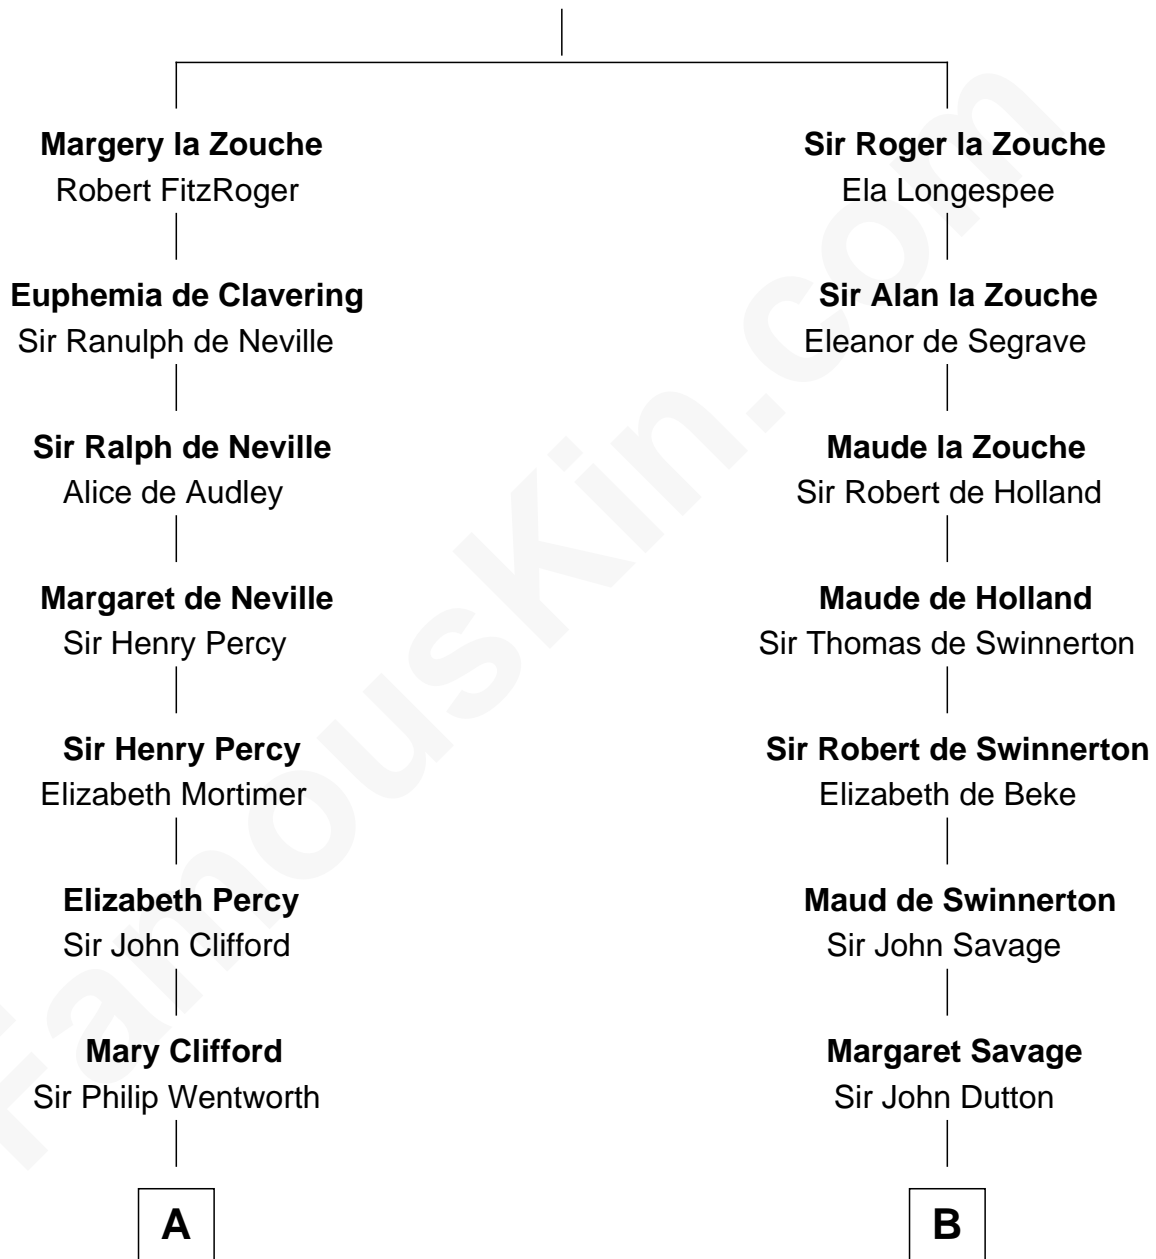 Margery la Zouche
Robert FitzRoger
Euphemia de Clavering
Sir Ranulph de Neville
Sir Ralph de Neville
Alice de Audley
Margaret de Neville
Sir Henry Percy
Sir Henry Percy
Elizabeth Mortimer
Elizabeth Percy
Sir John Clifford
Mary Clifford
Sir Philip Wentworth
A
Sir Roger la Zouche
Ela Longespee
Sir Alan la Zouche
Eleanor de Segrave
Maude la Zouche
Sir Robert de Holland
Maude de Holland
Sir Thomas de Swinnerton
Sir Robert de Swinnerton
Elizabeth de Beke
Maud de Swinnerton
Sir John Savage
Margaret Savage
Sir John Dutton
B
FamousKin.com